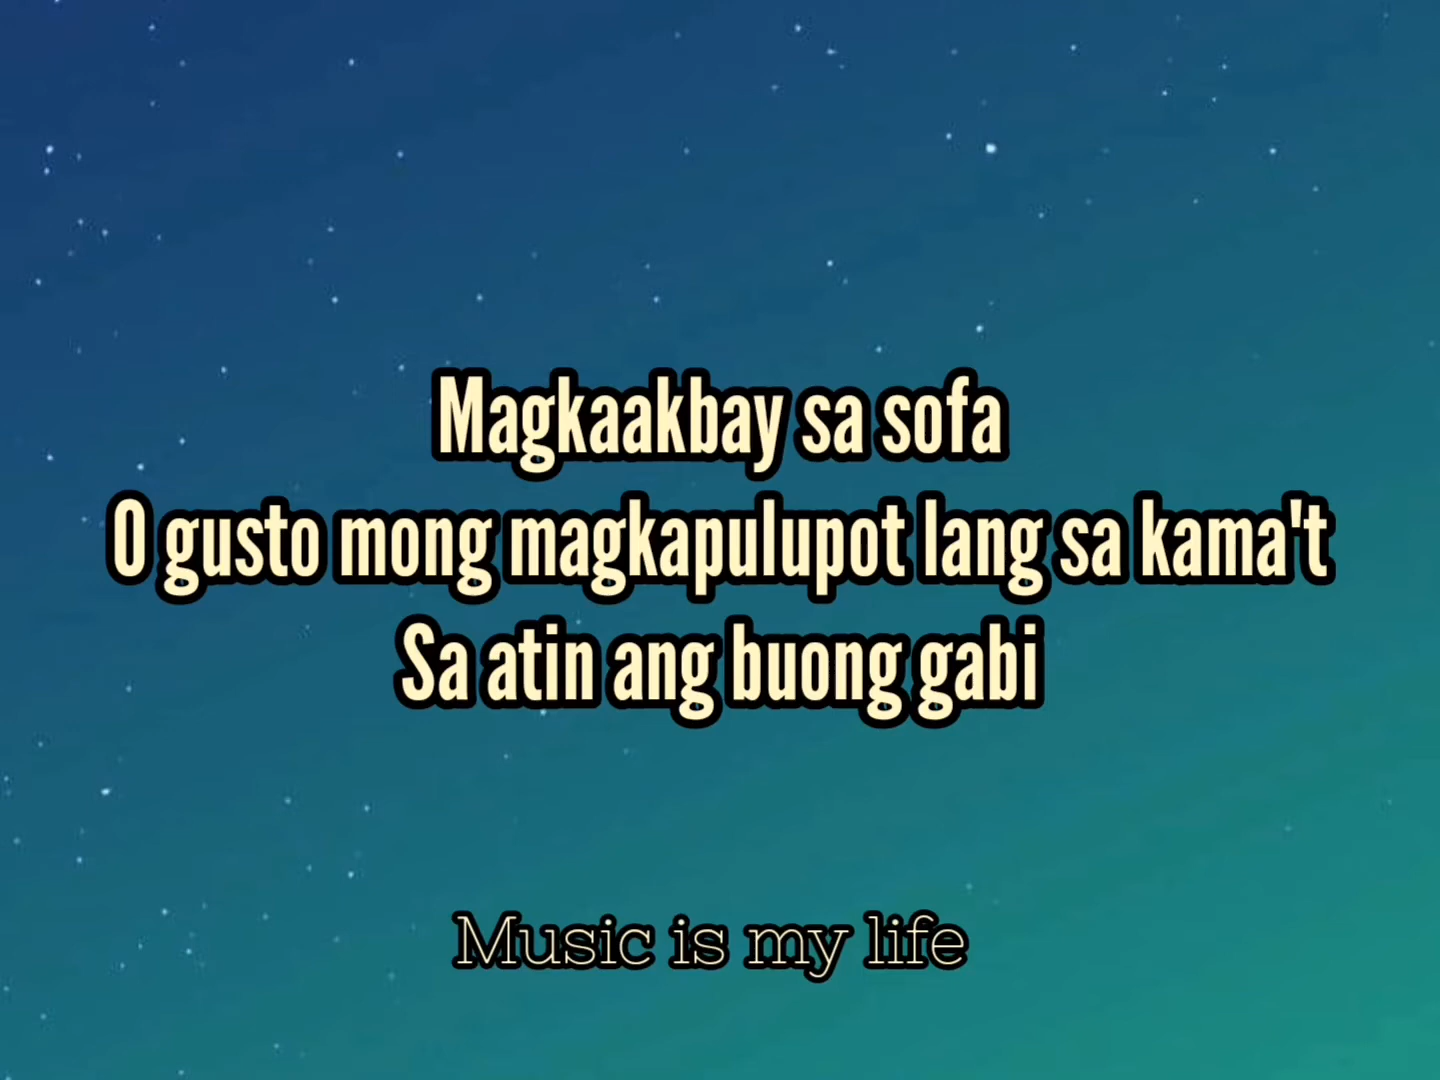 Magkaakbay sa sofa
O gusto mong magkapulupot lang sa kama't
Sa atin ang buong gabi
Music is my life